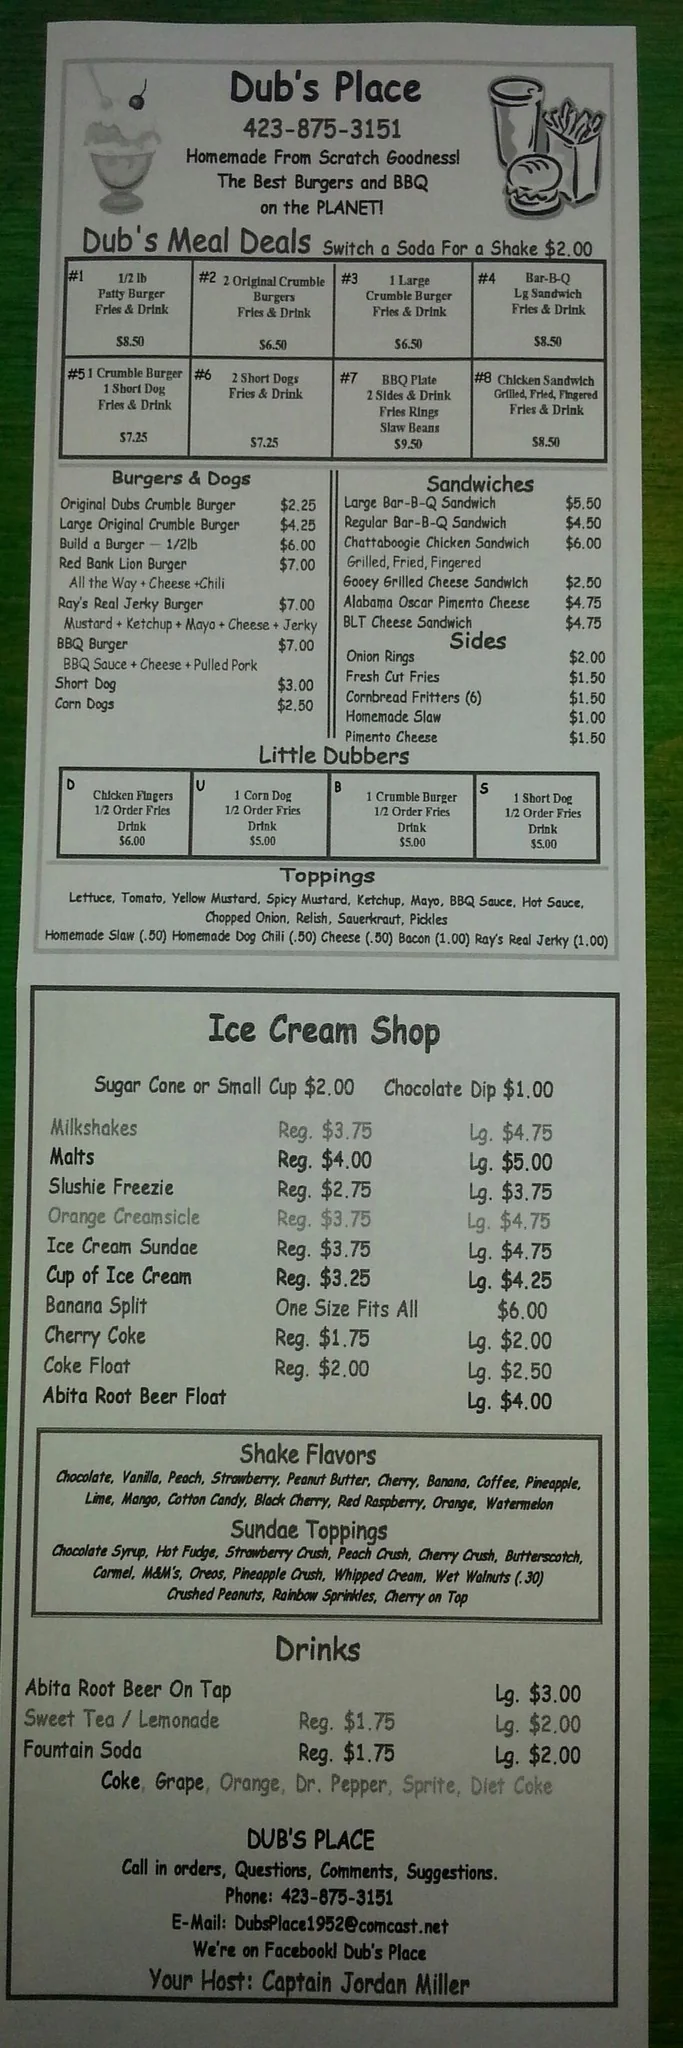 Dub's Place
423-875-3151
Homemade From Scratch Goodness!
The Best Burgers and BBQ
on the PLANET!
Dub's Meal Deals Switch a Soda For a Shake $2.00
#1 1/2 lb
Patty Burger
Fries & Drink
$8.50
#2 2 Original Crumble
Burgers
Fries & Drink
$6.50
#3 1 Large
Crumble Burger
Fries & Drink
$6.50
#4 Bar-B-Q
Lg Sandwich
Fries & Drink
$8.50
#5 1 Crumble Burger
1 Short Dog
Fries & Drink
$7.25
#6 2 Short Dogs
Fries & Drink
$7.25
#7 BBQ Plate
2 Sides & Drink
Fries Rings
Slaw Beans
$9.50
#8 Chicken Sandwich
Grilled, Fried, Fingered
Fries & Drink
$8.50
Burgers & Dogs
Original Dubs Crumble Burger $2.25
Large Original Crumble Burger $4.25
Build a Burger — 1/2lb $6.00
Red Bank Lion Burger $7.00
All the Way + Cheese +Chili
Ray's Real Jerky Burger $7.00
Mustard + Ketchup + Mayo + Cheese + Jerky
BBQ Burger $7.00
BBQ Sauce + Cheese + Pulled Pork
Short Dog $3.00
Corn Dogs $2.50
Sandwiches
Large Bar-B-Q Sandwich $5.50
Regular Bar-B-Q Sandwich $4.50
Chattaboogie Chicken Sandwich $6.00
Grilled, Fried, Fingered
Gooey Grilled Cheese Sandwich $2.50
Alabama Oscar Pimento Cheese $4.75
BLT Cheese Sandwich $4.75
Sides
Onion Rings $2.00
Fresh Cut Fries $1.50
Cornbread Fritters (6) $1.50
Homemade Slaw $1.00
Pimento Cheese $1.50
Little Dubbers
D Chicken Fingers
1/2 Order Fries
Drink
$6.00
U 1 Corn Dog
1/2 Order Fries
Drink
$5.00
B 1 Crumble Burger
1/2 Order Fries
Drink
$5.00
S 1 Short Dog
1/2 Order Fries
Drink
$5.00
Toppings
Lettuce, Tomato, Yellow Mustard, Spicy Mustard, Ketchup, Mayo, BBQ Sauce, Hot Sauce,
Chopped Onion, Relish, Sauerkraut, Pickles
Homemade Slaw (.50) Homemade Dog Chili (.50) Cheese (.50) Bacon (1.00) Ray's Real Jerky (1.00)
Ice Cream Shop
Sugar Cone or Small Cup $2.00 Chocolate Dip $1.00
Milkshakes Reg. $3.75 Lg. $4.75
Malts Reg. $4.00 Lg. $5.00
Slushie Freezie Reg. $2.75 Lg. $3.75
Orange Creamsicle Reg. $3.75 Lg. $4.75
Ice Cream Sundae Reg. $3.75 Lg. $4.75
Cup of Ice Cream Reg. $3.25 Lg. $4.25
Banana Split One Size Fits All $6.00
Cherry Coke Reg. $1.75 Lg. $2.00
Coke Float Reg. $2.00 Lg. $2.50
Abita Root Beer Float Lg. $4.00
Shake Flavors
Chocolate, Vanilla, Peach, Strawberry, Peanut Butter, Cherry, Banana, Coffee, Pineapple,
Lime, Mango, Cotton Candy, Black Cherry, Red Raspberry, Orange, Watermelon
Sundae Toppings
Chocolate Syrup, Hot Fudge, Strawberry Crush, Peach Crush, Cherry Crush, Butterscotch,
Carmel, M&M's, Oreos, Pineapple Crush, Whipped Cream, Wet Walnuts (.30)
Crushed Peanuts, Rainbow Sprinkles, Cherry on Top
Drinks
Abita Root Beer On Tap Lg. $3.00
Sweet Tea / Lemonade Reg. $1.75 Lg. $2.00
Fountain Soda Reg. $1.75 Lg. $2.00
Coke, Grape, Orange, Dr. Pepper, Sprite, Diet Coke
DUB'S PLACE
Call in orders, Questions, Comments, Suggestions.
Phone: 423-875-3151
E-Mail: DubsPlace1952@comcast.net
We're on Facebook! Dub's Place
Your Host: Captain Jordan Miller